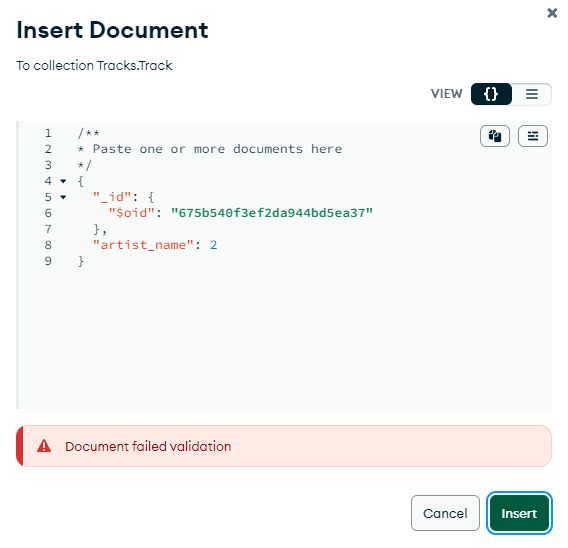 Insert Document
To collection Tracks.Track
VIEW {}
1 /**
2 * Paste one or more documents here
3 */
4 {
5 "_id": {
6 "$oid": "675b540f3ef2da944bd5ea37"
7 },
8 "artist_name": 2
9 }
Document failed validation
Cancel Insert